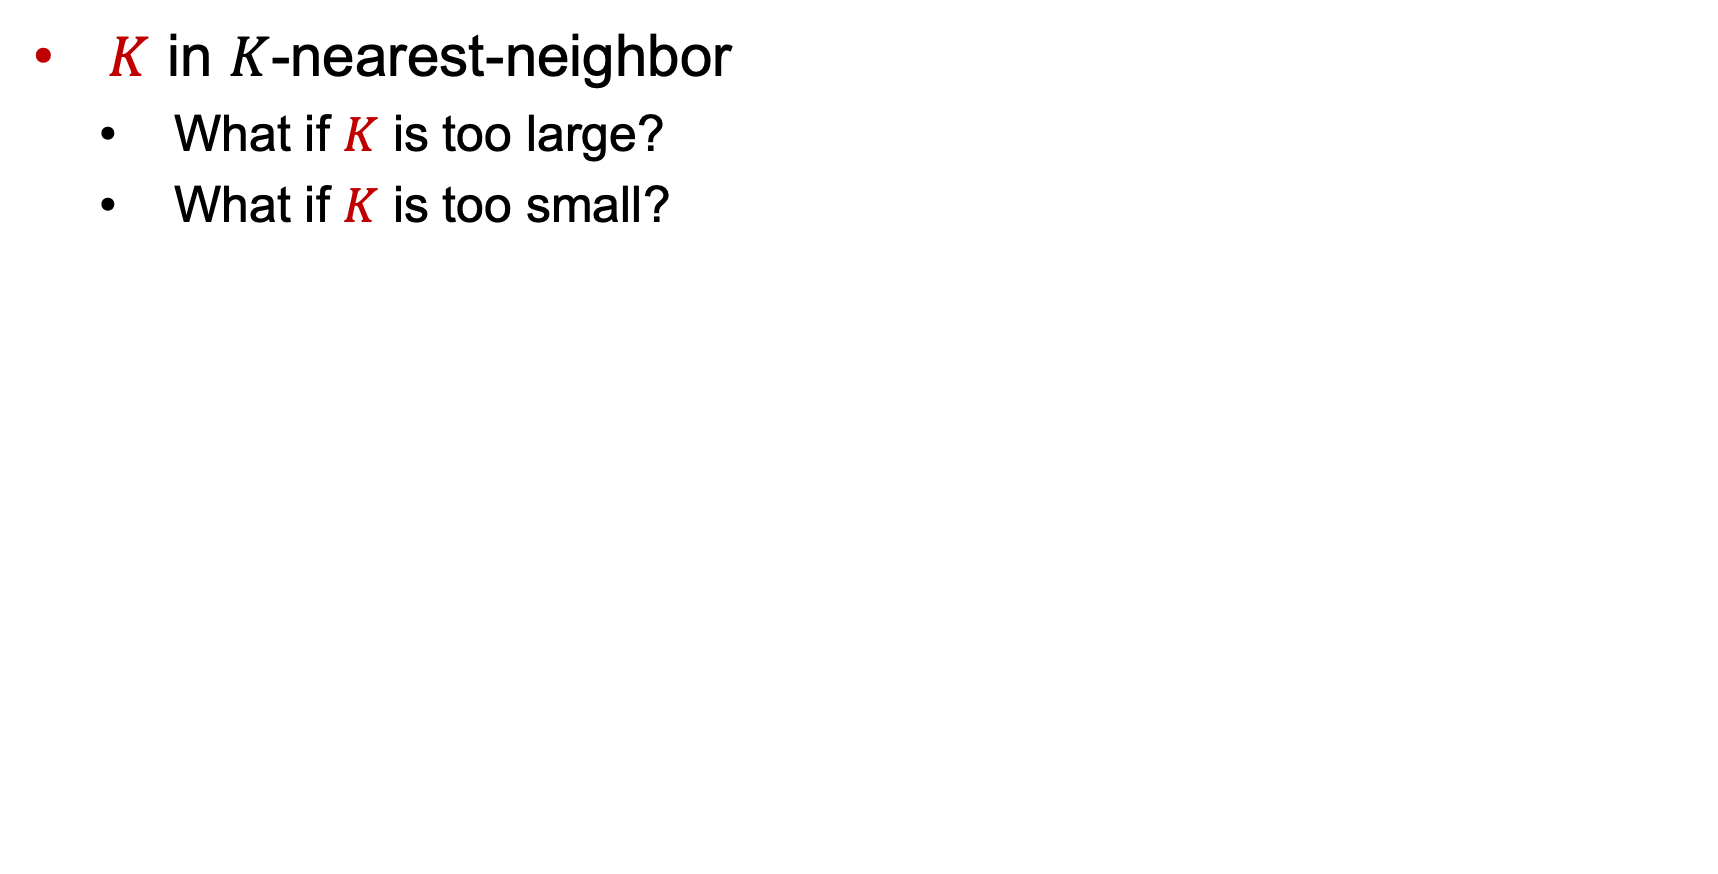 • K in K-nearest-neighbor
• What if K is too large?
• What if K is too small?